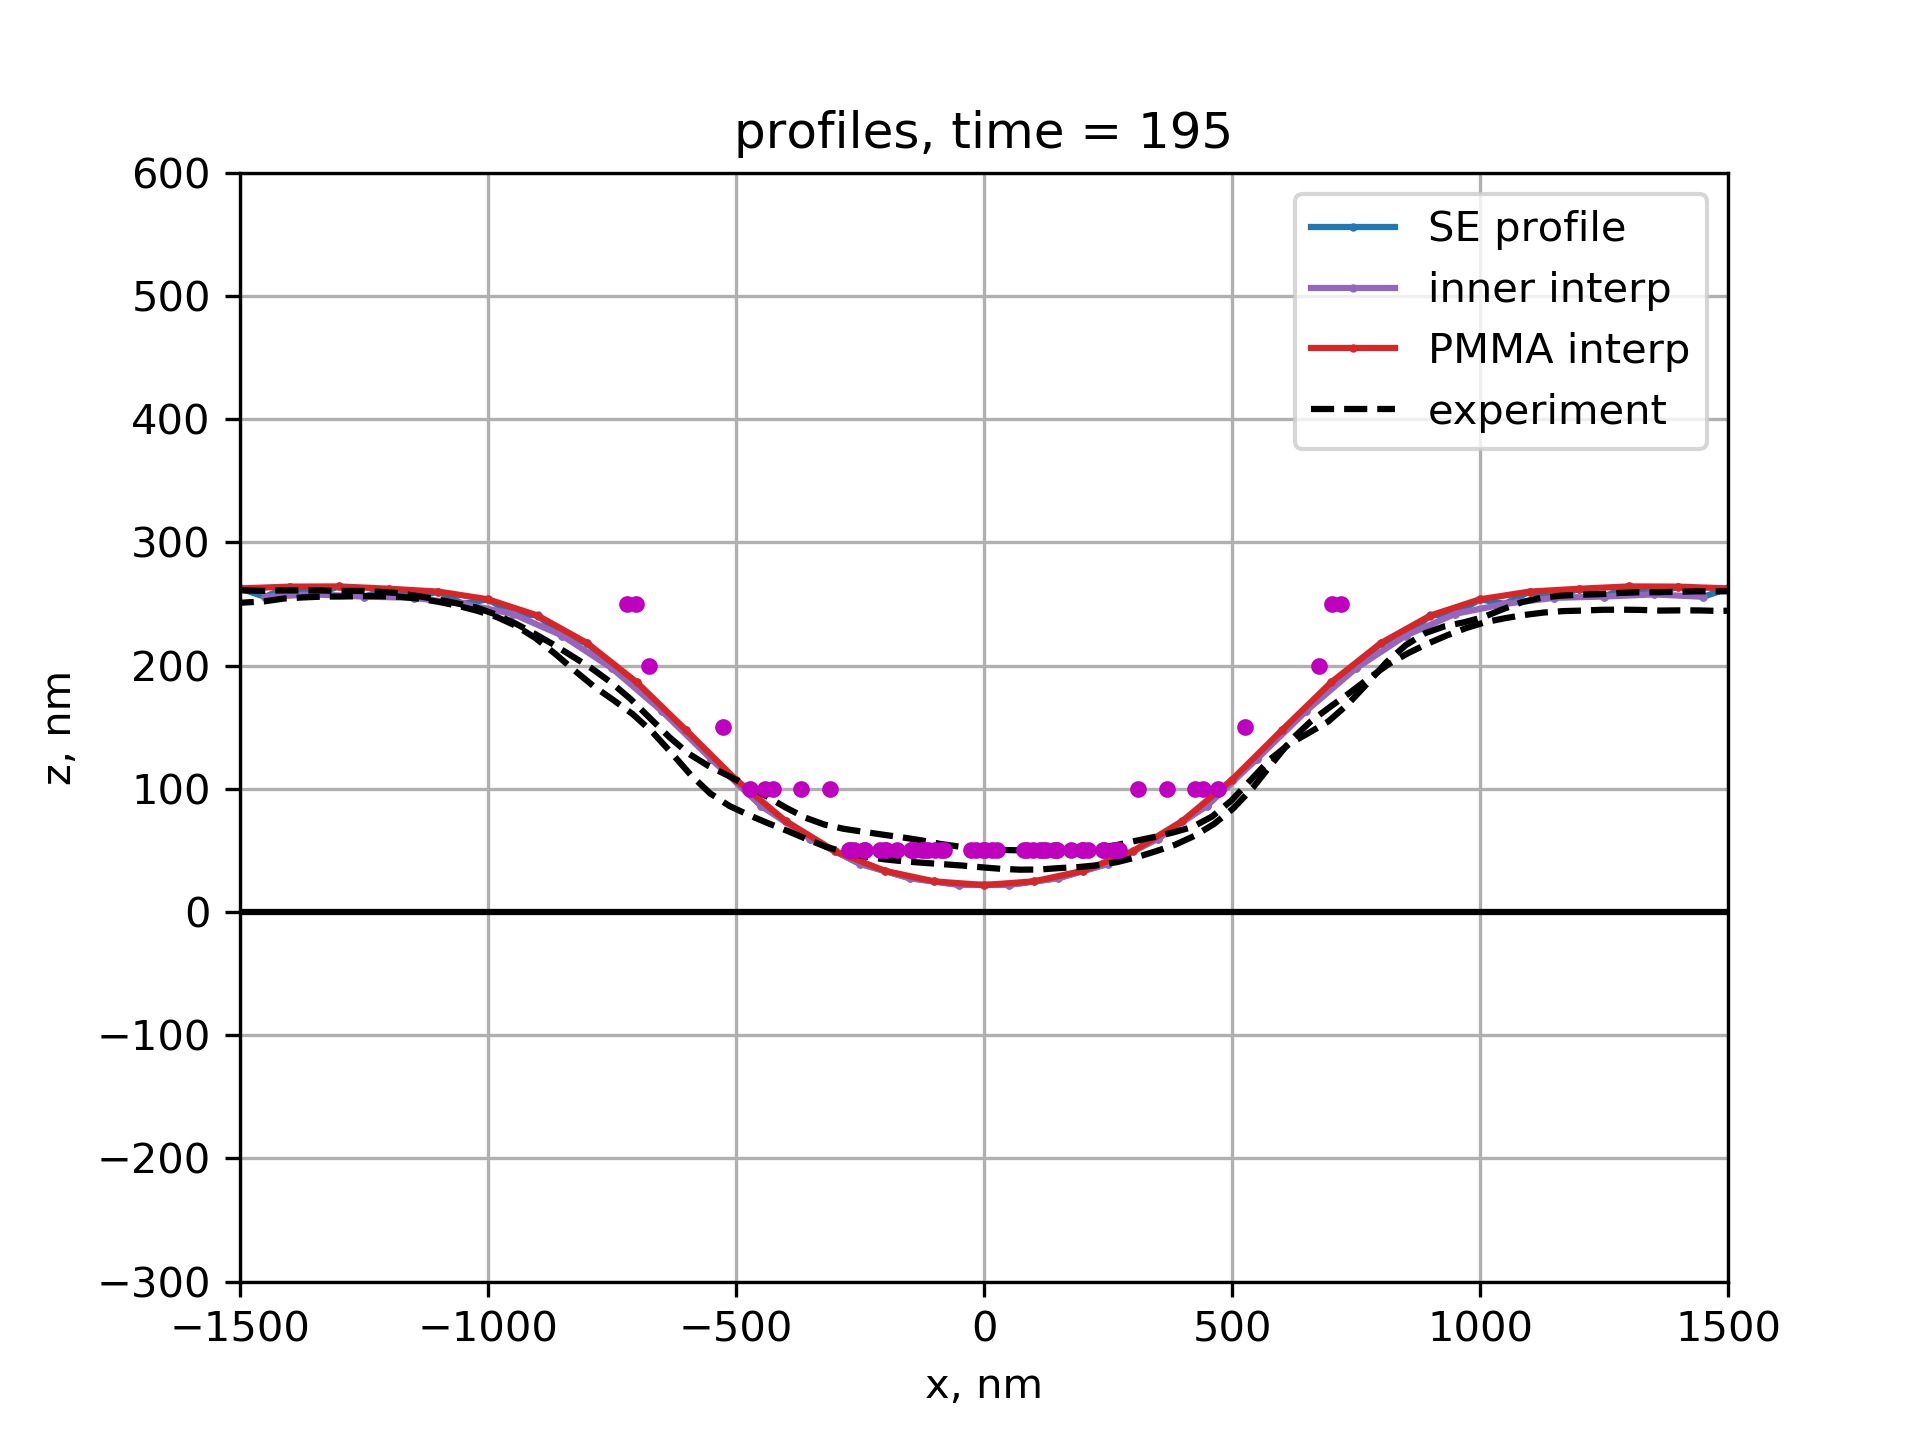 profiles, time = 195
600
500
400
300
200
100
0
−100
−200
−300
z, nm
SE profile
inner interp
PMMA interp
experiment
−1500 −1000 −500 0 500 1000 1500
x, nm